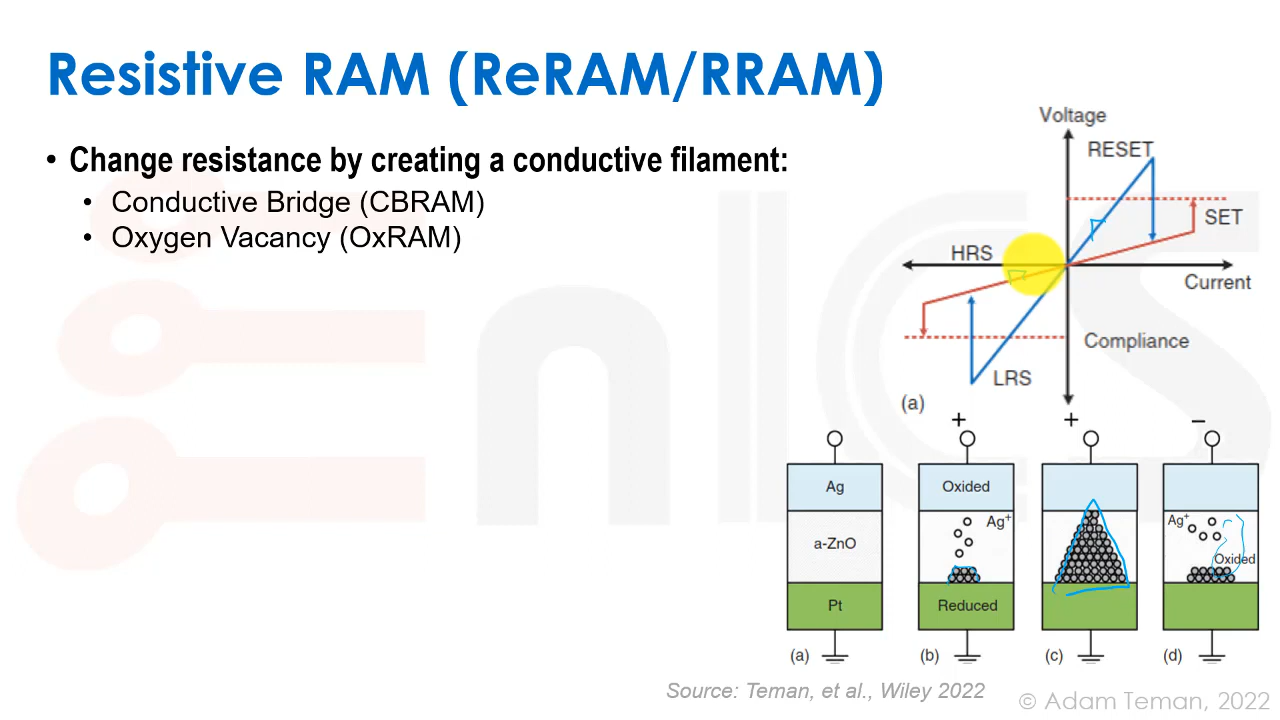 Resistive RAM (ReRAM/RRAM)
• Change resistance by creating a conductive filament:
• Conductive Bridge (CBRAM)
• Oxygen Vacancy (OxRAM)
Voltage
RESET
SET
HRS
Current
Compliance
LRS
(a)
+ + −
Ag Oxided
Ag+ Ag+
a-ZnO
Oxided
Pt Reduced
(a) (b) (c) (d)
Source: Teman, et al., Wiley 2022
© Adam Teman, 2022
enICS